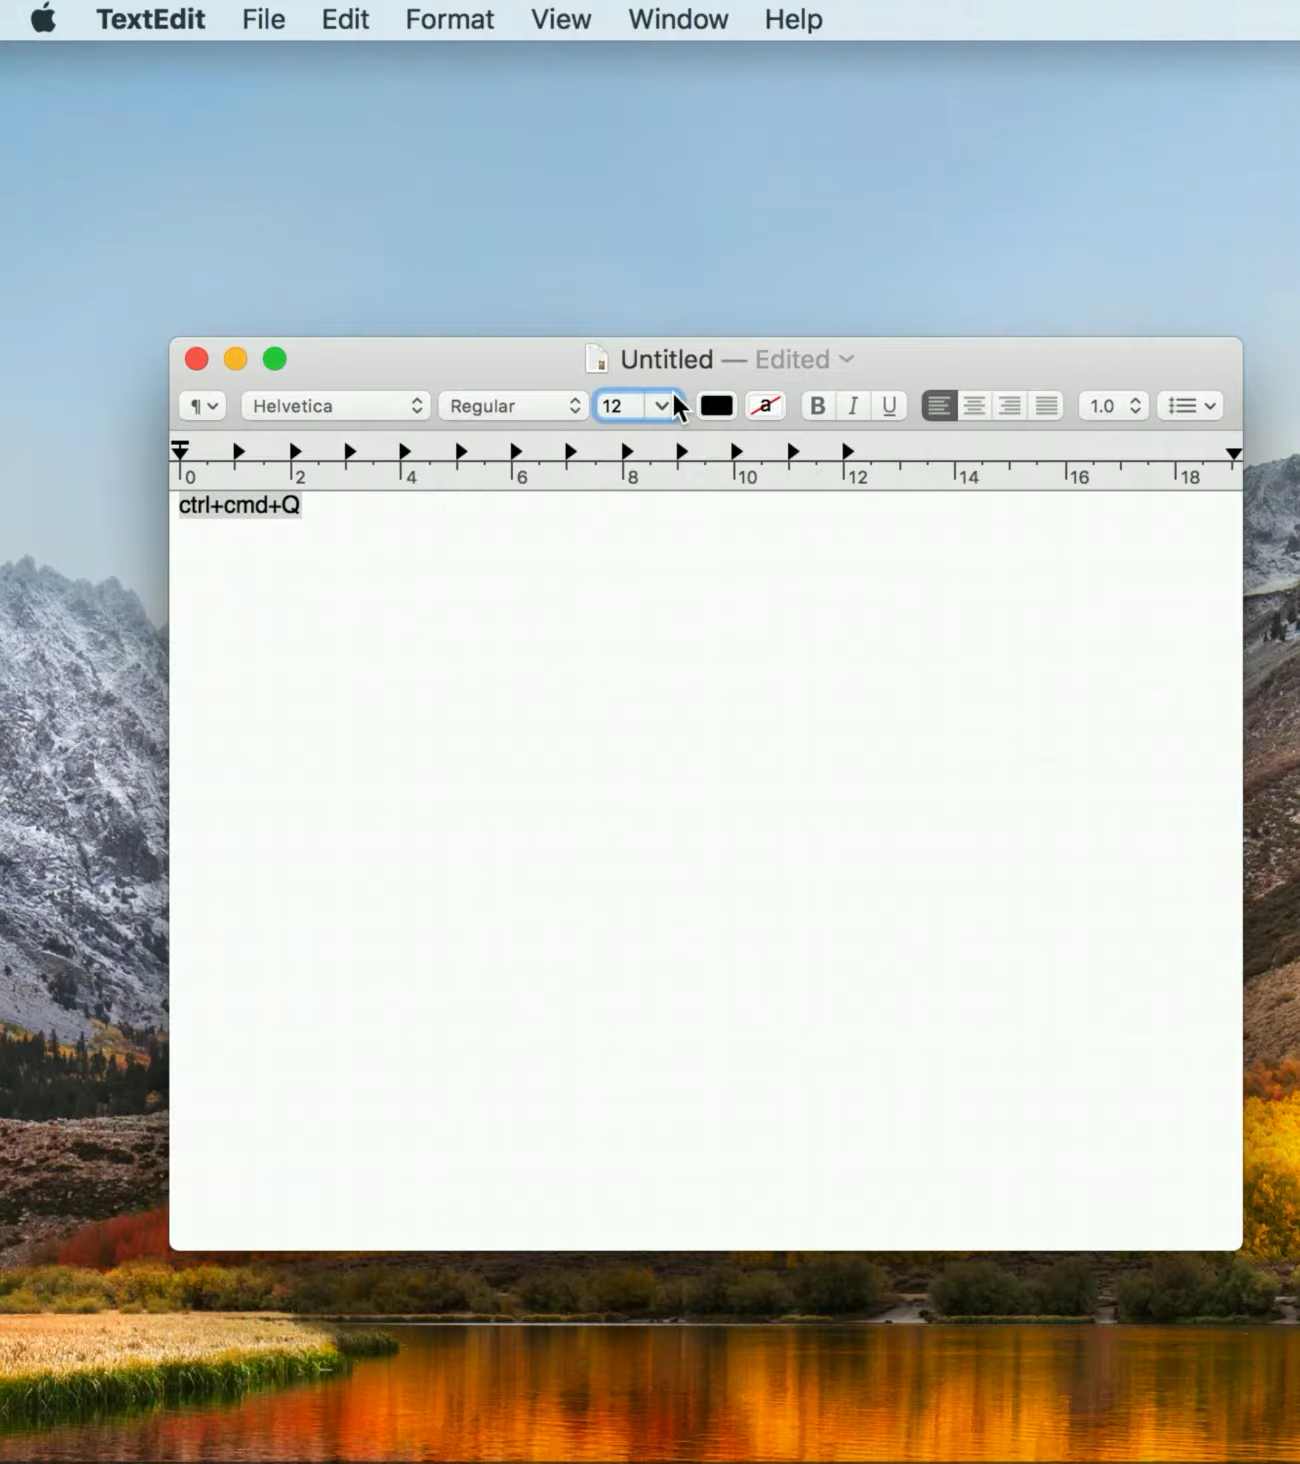 TextEdit File Edit Format View Window Help
Untitled — Edited
¶ Helvetica Regular 12 a B I U 1.0
0 2 4 6 8 10 12 14 16 18
ctrl+cmd+Q